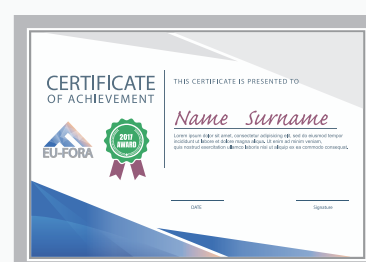 CERTIFICATE
OF ACHIEVEMENT
EU-FORA
2017
AWARD
THIS CERTIFICATE IS PRESENTED TO
Name Surname
Lorem ipsum dolor sit amet, consectetur adipiscing elit, sed do eiusmod tempor
incididunt ut labore et dolore magna aliqua. Ut enim ad minim veniam,
quis nostrud exercitation ullamco laboris nisi ut aliquip ex ea commodo consequat.
DATE
Signature